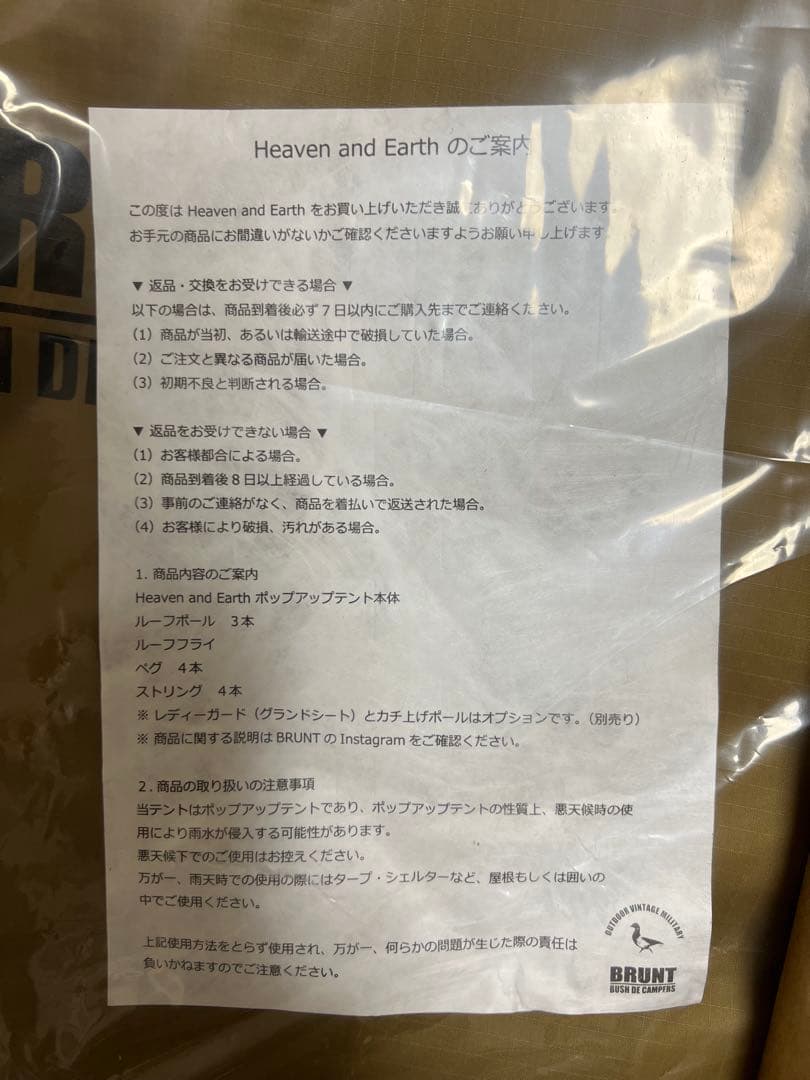 Heaven and Earth のご案内
この度は Heaven and Earth をお買い上げいただき誠にありがとうございます。
お手元の商品にお間違いがないかご確認くださいますようお願い申し上げます。
▼ 返品・交換をお受けできる場合 ▼
以下の場合は、商品到着後必ず7日以内にご購入先までご連絡ください。
(1) 商品が当初、あるいは輸送途中で破損していた場合。
(2) ご注文と異なる商品が届いた場合。
(3) 初期不良と判断される場合。
▼ 返品をお受けできない場合 ▼
(1) お客様都合による場合。
(2) 商品到着後8日以上経過している場合。
(3) 事前のご連絡がなく、商品を着払いで返送された場合。
(4) お客様により破損、汚れがある場合。
1. 商品内容のご案内
Heaven and Earth ポップアップテント本体
ルーフポール　3本
ルーフフライ
ペグ　4本
ストリング　4本
※ レディーガード（グランドシート）とカチ上げポールはオプションです。（別売り）
※ 商品に関する説明は BRUNT の Instagram をご確認ください。
2. 商品の取り扱いの注意事項
当テントはポップアップテントであり、ポップアップテントの性質上、悪天候時の使
用により雨水が侵入する可能性があります。
悪天候下でのご使用はお控えください。
万が一、雨天時での使用の際にはタープ・シェルターなど、屋根もしくは囲いの
中でご使用ください。
上記使用方法をとらず使用され、万が一、何らかの問題が生じた際の責任は
負いかねますのでご注意ください。
OUTDOOR VINTAGE MILITARY
BRUNT
BUSH DE CAMPERS